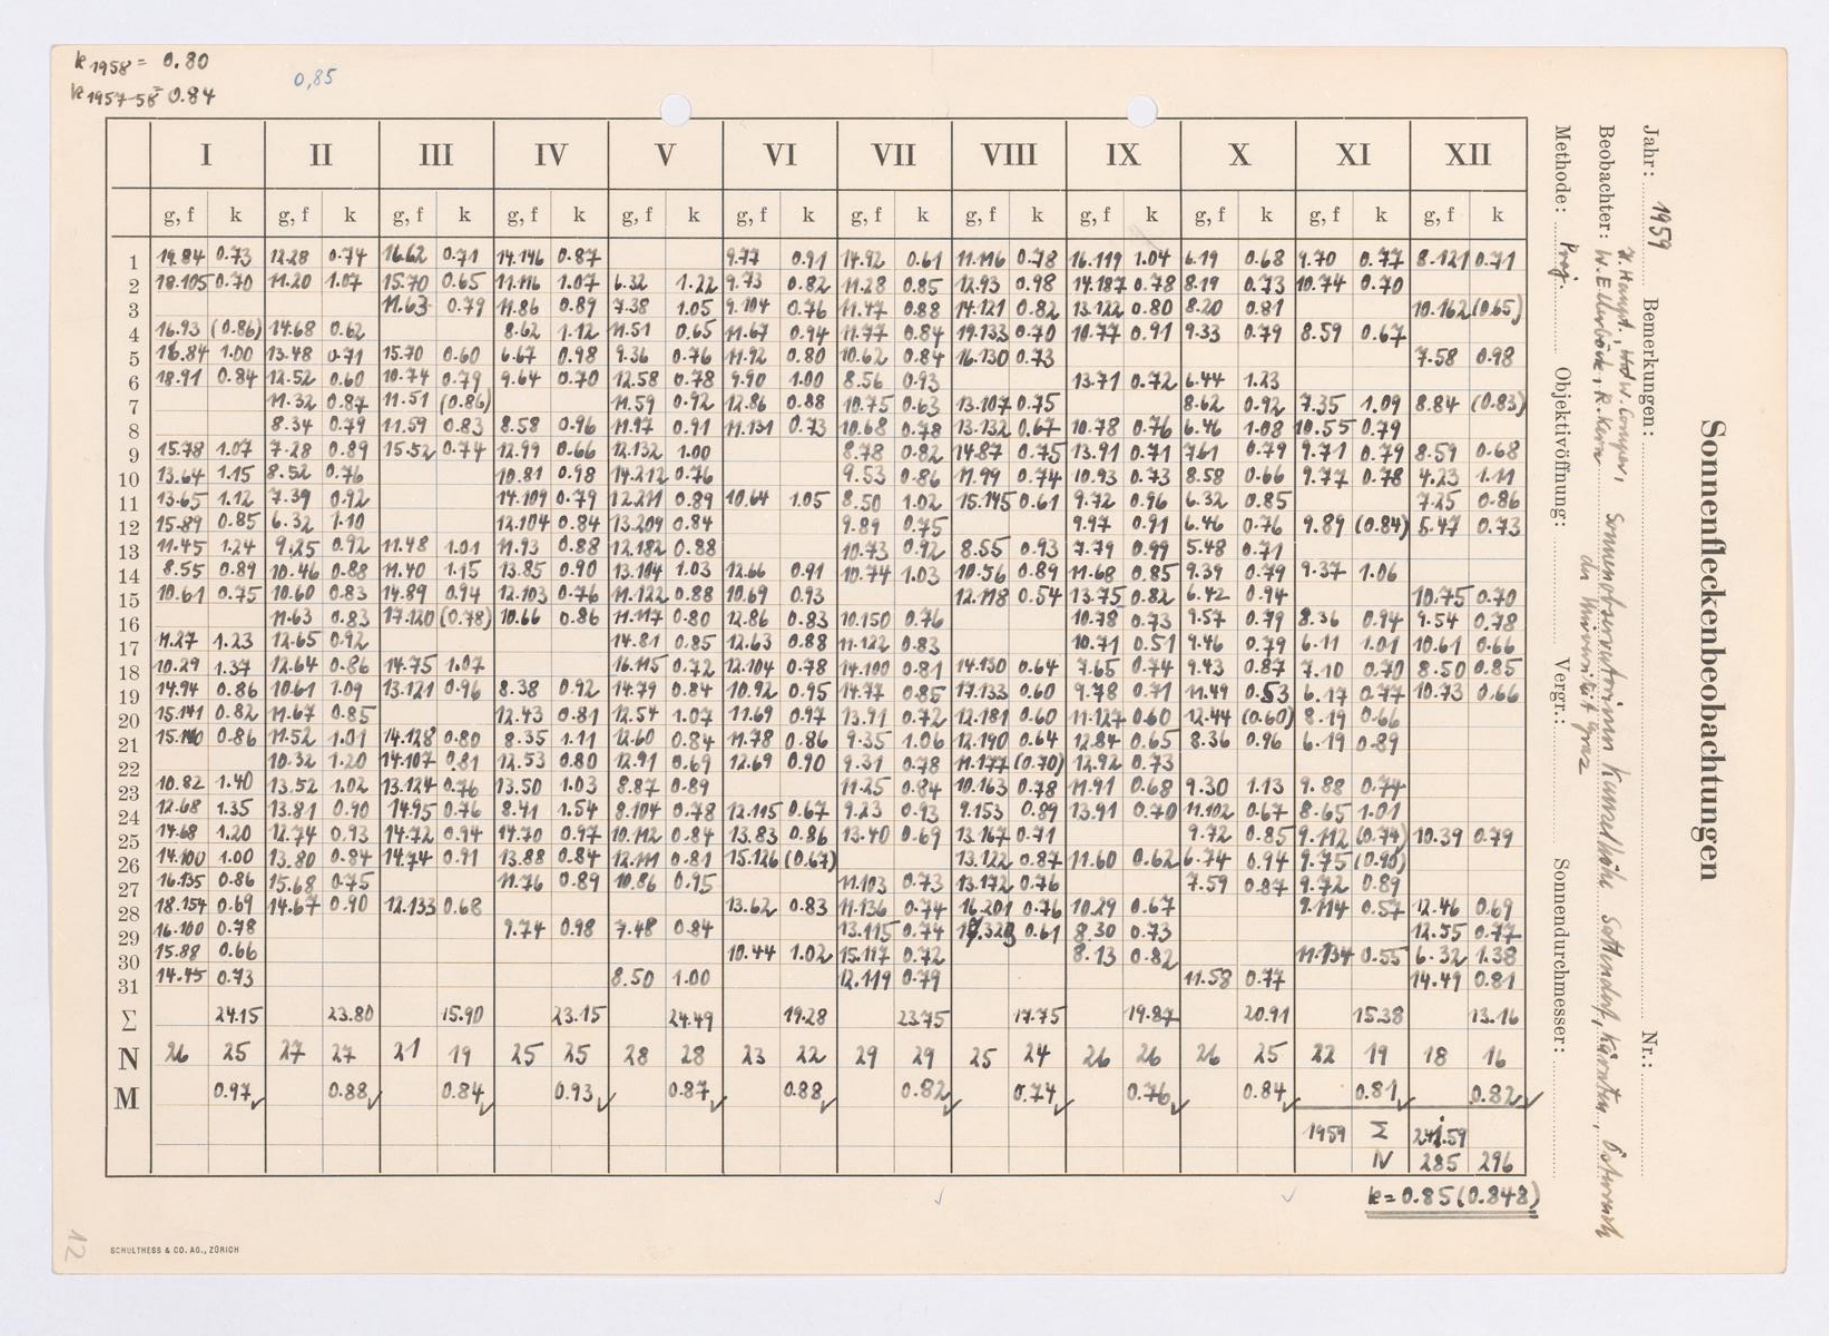 k 1958 = 0.80
0,85
k 1957-58 = 0.84
I II III IV V VI VII VIII IX X XI XII
g, f k g, f k g, f k g, f k g, f k g, f k g, f k g, f k g, f k g, f k g, f k g, f k
1 19.84 0.73 12.28 0.74 16.62 0.71 14.146 0.87 9.77 0.91 14.92 0.61 11.116 0.78 16.119 1.04 6.19 0.68 9.70 0.77 8.121 0.71
2 18.105 0.70 11.20 1.07 15.70 0.65 11.116 1.07 6.32 1.22 9.73 0.82 11.28 0.85 12.93 0.98 14.187 0.78 8.19 0.73 10.74 0.70
3 11.63 0.79 11.86 0.89 7.38 1.05 9.104 0.76 11.47 0.88 14.121 0.82 13.122 0.80 8.20 0.81 10.162 (0.65)
4 16.93 (0.86) 14.68 0.62 8.62 1.12 11.51 0.65 11.67 0.94 11.77 0.84 19.133 0.70 10.77 0.91 9.33 0.79 8.59 0.67
5 16.84 1.00 13.48 0.71 15.70 0.60 6.67 0.98 9.36 0.76 11.92 0.80 10.62 0.84 16.130 0.73 7.58 0.98
6 18.91 0.84 12.52 0.60 10.74 0.79 9.64 0.70 12.58 0.78 9.90 1.00 8.56 0.93 13.71 0.72 6.44 1.23
7 11.32 0.87 11.51 (0.86) 11.59 0.92 12.86 0.88 10.75 0.63 13.107 0.75 8.62 0.92 7.35 1.09 8.84 (0.83)
8 8.34 0.79 11.59 0.83 8.58 0.96 11.97 0.91 11.131 0.73 10.68 0.78 13.132 0.67 10.78 0.76 6.46 1.08 10.55 0.79
9 15.78 1.07 7.28 0.89 15.52 0.74 12.99 0.66 12.132 1.00 8.78 0.82 14.87 0.75 13.91 0.71 7.61 0.79 9.71 0.79 8.59 0.68
10 13.64 1.15 8.52 0.76 10.81 0.98 14.212 0.76 9.53 0.86 11.99 0.74 10.93 0.73 8.58 0.66 9.77 0.78 4.23 1.11
11 13.65 1.12 7.39 0.92 14.109 0.79 12.211 0.89 10.64 1.05 8.50 1.02 15.145 0.61 9.72 0.96 6.32 0.85 7.25 0.86
12 15.89 0.85 6.32 1.10 12.104 0.84 13.209 0.84 9.89 0.75 9.97 0.91 6.46 0.76 9.89 (0.84) 5.47 0.73
13 11.45 1.24 9.25 0.92 11.48 1.01 11.93 0.88 12.182 0.88 10.73 0.92 8.55 0.93 7.79 0.99 5.48 0.71
14 8.55 0.89 10.46 0.88 11.40 1.15 13.85 0.90 13.104 1.03 12.66 0.91 10.74 1.03 10.56 0.89 11.68 0.85 9.39 0.79 9.37 1.06
15 10.61 0.75 10.60 0.83 14.89 0.94 12.103 0.76 11.122 0.88 10.69 0.93 12.118 0.54 13.75 0.82 6.42 0.94 10.75 0.70
16 11.63 0.83 17.120 (0.78) 10.66 0.86 11.117 0.80 12.86 0.83 10.150 0.76 10.78 0.73 9.57 0.79 8.36 0.94 9.54 0.78
17 11.27 1.23 12.65 0.92 14.81 0.85 12.63 0.88 11.122 0.83 10.71 0.51 9.46 0.79 6.11 1.01 10.61 0.66
18 10.29 1.37 12.64 0.86 14.75 1.07 16.115 0.72 12.104 0.78 14.100 0.81 14.130 0.64 7.65 0.74 9.43 0.87 7.10 0.70 8.50 0.85
19 14.94 0.86 10.61 1.09 13.121 0.96 8.38 0.92 14.79 0.84 10.92 0.95 14.77 0.85 17.133 0.60 9.78 0.71 11.49 0.53 6.17 0.77 10.73 0.66
20 15.141 0.82 11.67 0.85 12.43 0.81 12.54 1.07 11.69 0.97 13.91 0.72 12.181 0.60 11.127 0.60 12.44 (0.60) 8.19 0.66
21 15.140 0.86 11.52 1.01 14.128 0.80 8.35 1.11 12.60 0.84 11.78 0.86 9.35 1.06 12.190 0.64 12.84 0.65 8.36 0.96 6.19 0.89
22 10.32 1.20 14.107 0.81 12.53 0.80 12.91 0.69 12.69 0.90 9.31 0.78 11.177 (0.70) 12.92 0.73
23 10.82 1.40 13.52 1.02 13.124 0.76 13.50 1.03 8.87 0.89 11.25 0.84 10.163 0.78 11.91 0.68 9.30 1.13 9.88 0.74
24 12.68 1.35 13.81 0.90 14.95 0.76 8.41 1.54 8.104 0.78 12.115 0.67 9.23 0.93 9.153 0.89 13.91 0.70 11.102 0.67 8.65 1.01
25 14.68 1.20 12.74 0.93 14.72 0.94 14.70 0.97 10.112 0.84 13.83 0.86 13.40 0.69 13.167 0.71 9.72 0.85 9.112 (0.74) 10.39 0.79
26 14.100 1.00 13.80 0.84 14.74 0.91 13.88 0.84 12.111 0.81 15.126 (0.67) 13.122 0.87 11.60 0.62 6.74 0.94 9.75 (0.90)
27 16.135 0.86 15.68 0.75 11.76 0.89 10.86 0.95 11.103 0.73 13.172 0.76 7.59 0.87 9.72 0.89
28 18.154 0.69 14.67 0.90 12.133 0.68 13.62 0.83 11.136 0.74 16.201 0.76 10.29 0.67 9.114 0.57 12.46 0.69
29 16.100 0.78 9.74 0.98 7.48 0.84 13.115 0.74 0.61 8.30 0.73 12.55 0.77
30 15.88 0.66 10.44 1.02 15.117 0.72 8.13 0.82 11.134 0.55 6.32 1.38
31 14.45 0.73 8.50 1.00 12.119 0.79 11.58 0.77 14.49 0.81
Σ 24.15 23.80 15.90 23.15 24.49 19.28 23.75 17.75 19.87 20.91 15.38 13.16
N 26 25 27 27 21 19 25 25 28 28 23 22 29 29 25 24 26 26 26 25 22 19 18 16
M 0.97 0.88 0.84 0.93 0.87 0.88 0.82 0.74 0.76 0.84 0.81 0.82
1959 Σ 241.59
N 285 296
k = 0.85 (0.848)
12
SCHULTHESS & CO. AG., ZÜRICH
Sonnenfleckenbeobachtungen
Jahr: 1959 Bemerkungen: Nr.:
H. Haupt, W. Comper,
Beobachter: W. Ellerböck, R. Kern Sonnenobservatorium Kanzelhöhe Sattendorf, Kärnten, Österreich
der Universität Graz
Methode: Proj. Objektivöffnung: Vergr.: Sonnendurchmesser: